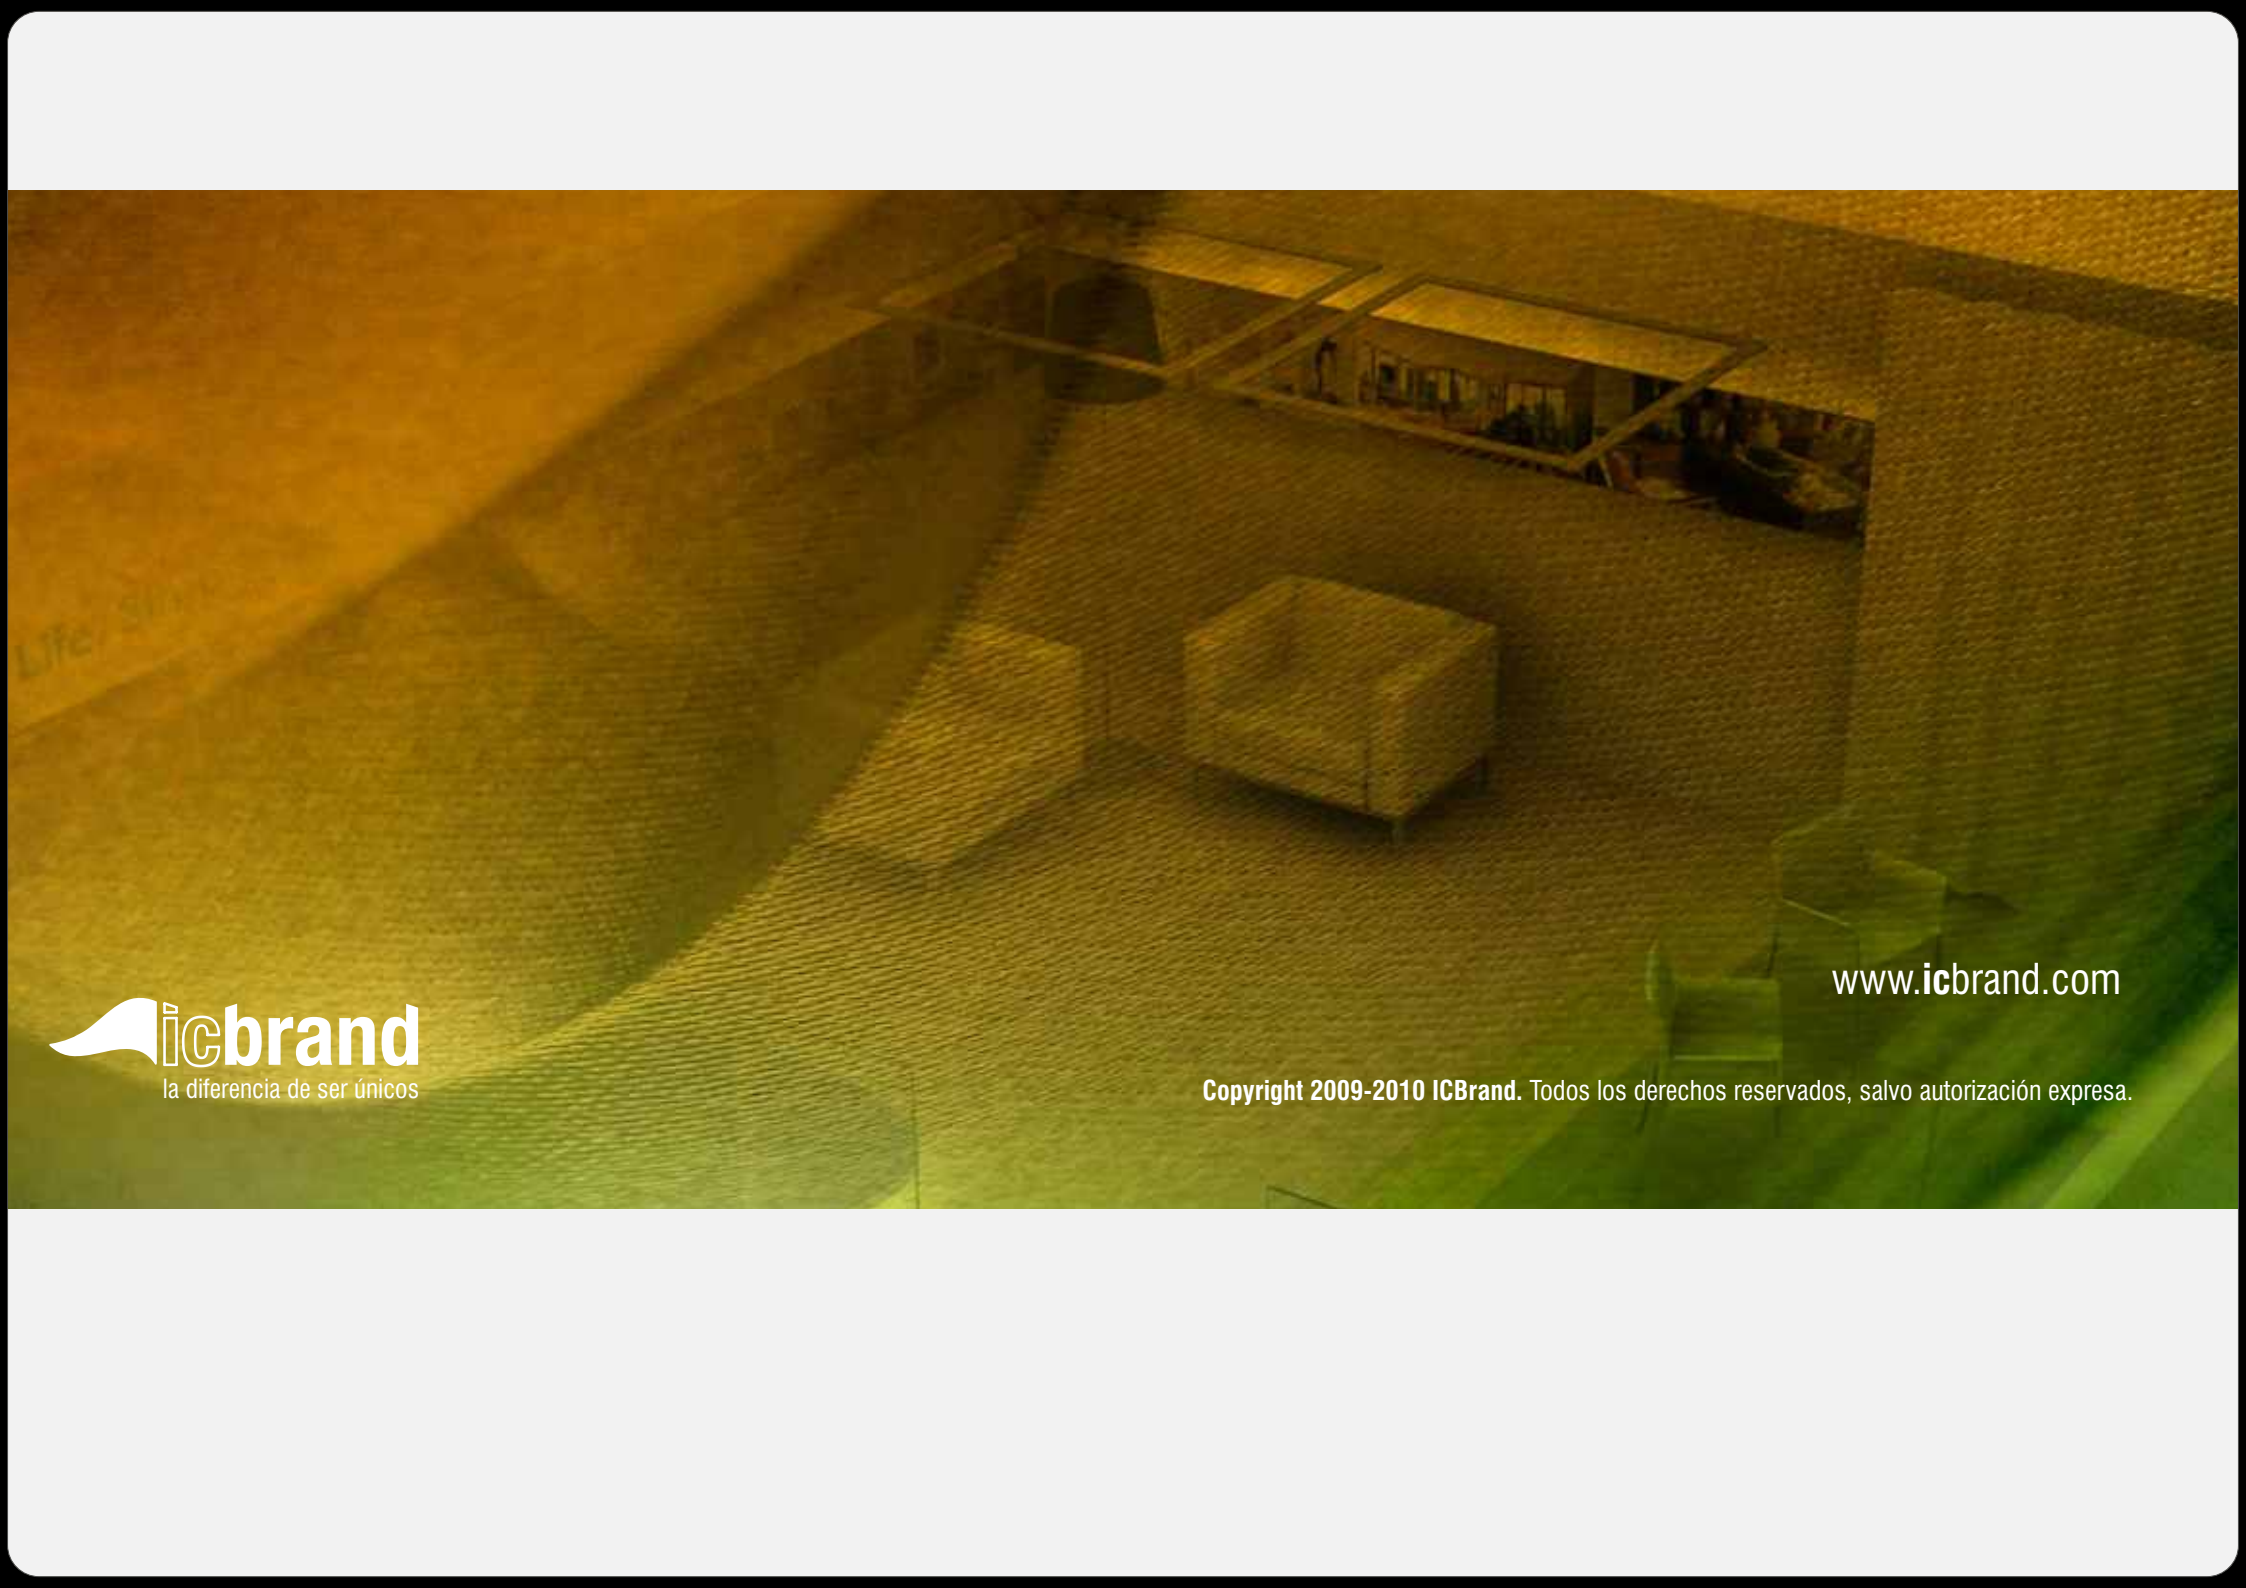 Life.
www.icbrand.com
icbrand
la diferencia de ser únicos
Copyright 2009-2010 ICBrand. Todos los derechos reservados, salvo autorización expresa.